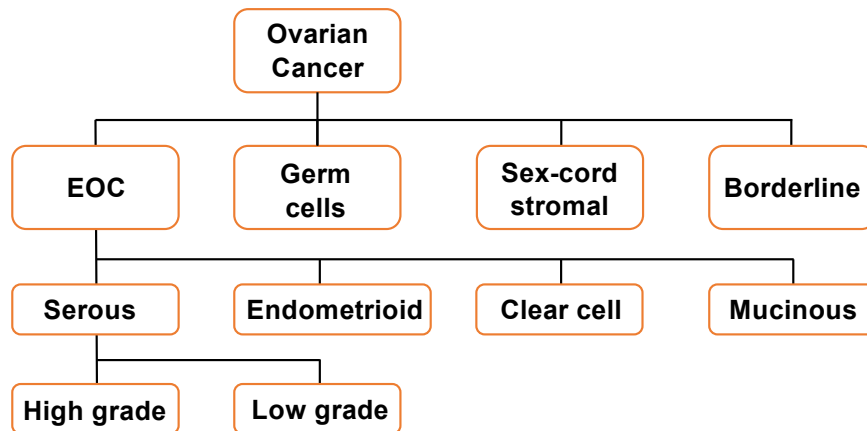 Ovarian
Cancer
EOC
Germ
cells
Sex-cord
stromal
Borderline
Serous
Endometrioid
Clear cell
Mucinous
High grade
Low grade